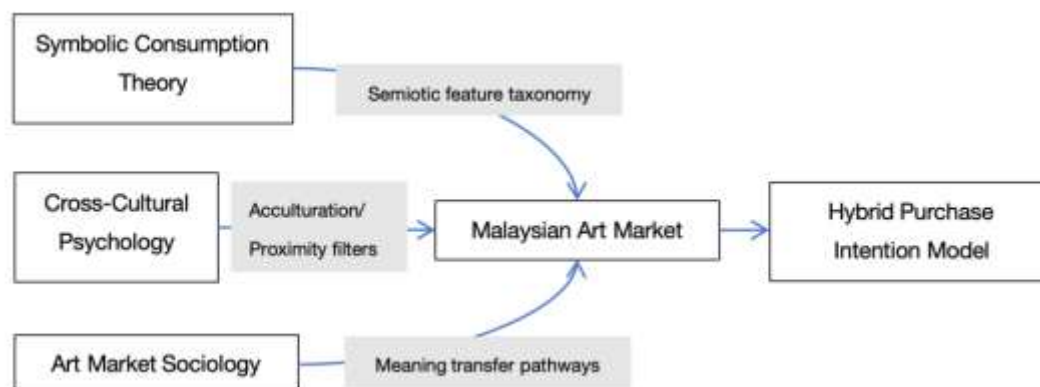 Symbolic Consumption
Theory
Semiotic feature taxonomy
Cross-Cultural
Psychology
Acculturation/
Proximity filters
Malaysian Art Market
Hybrid Purchase
Intention Model
Art Market Sociology
Meaning transfer pathways